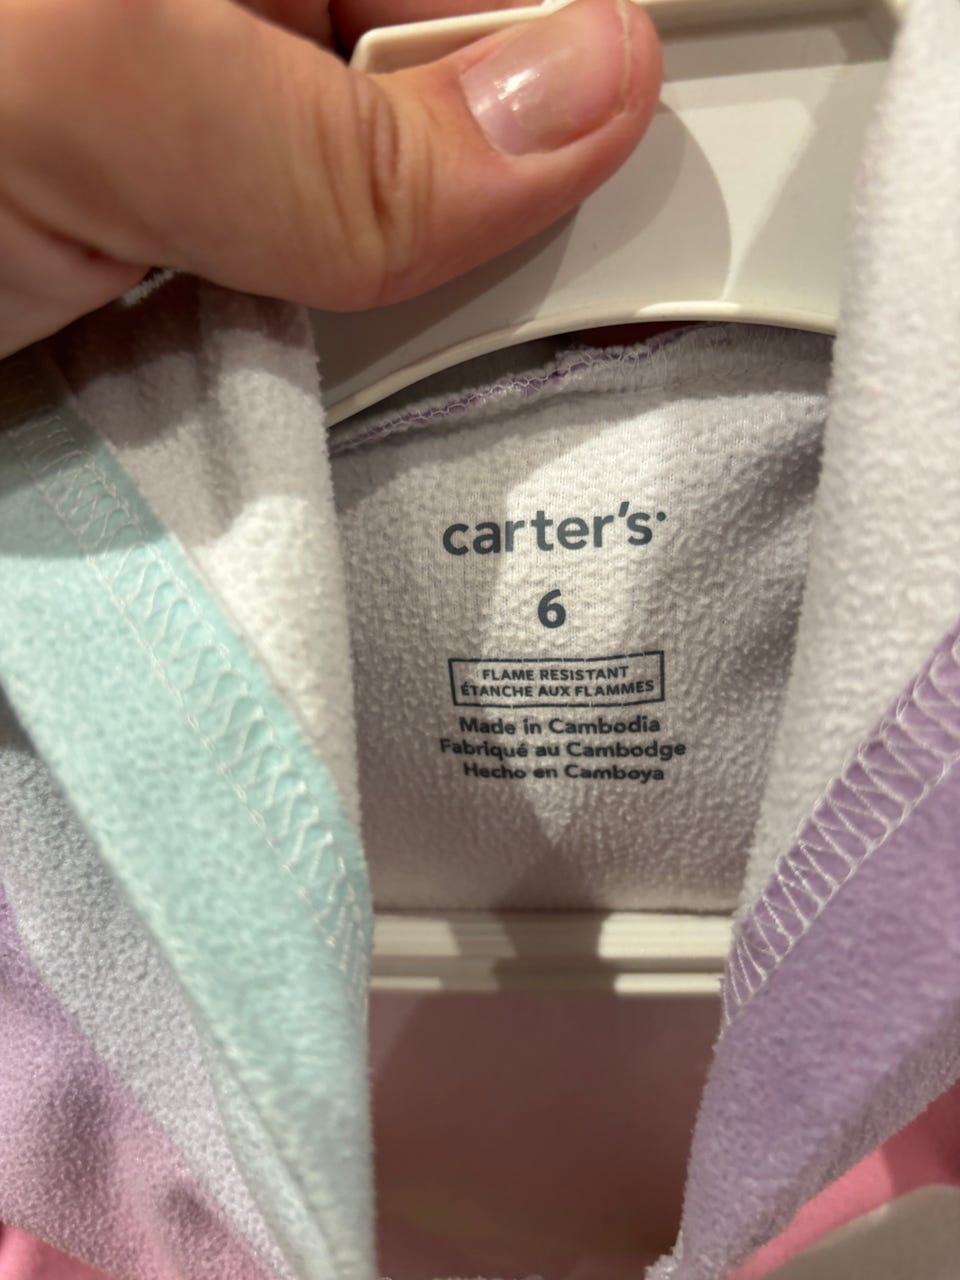 carter's
6
FLAME RESISTANT
ÉTANCHE AUX FLAMMES
Made in Cambodia
Fabriqué au Cambodge
Hecho en Camboya